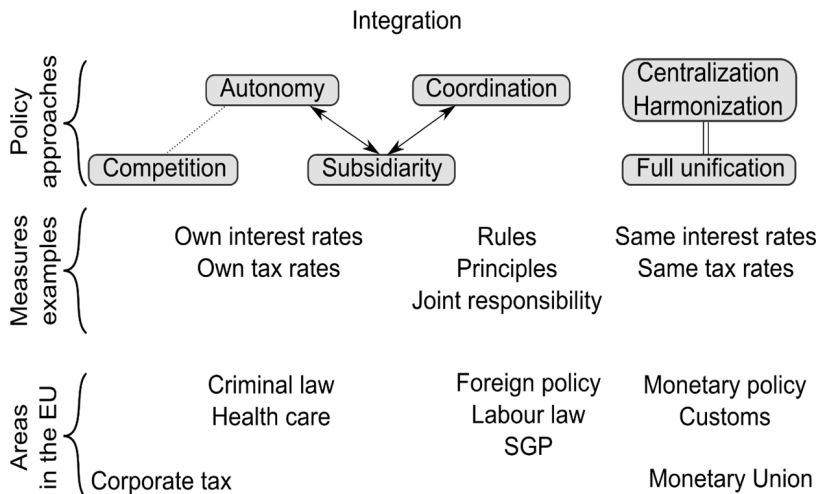 Integration
Policy
approaches
Autonomy
Coordination
Centralization
Harmonization
Competition
Subsidiarity
Full unification
Measures
examples
Own interest rates
Own tax rates
Rules
Principles
Joint responsibility
Same interest rates
Same tax rates
Areas
in the EU
Criminal law
Health care
Foreign policy
Labour law
SGP
Monetary policy
Customs
Corporate tax
Monetary Union